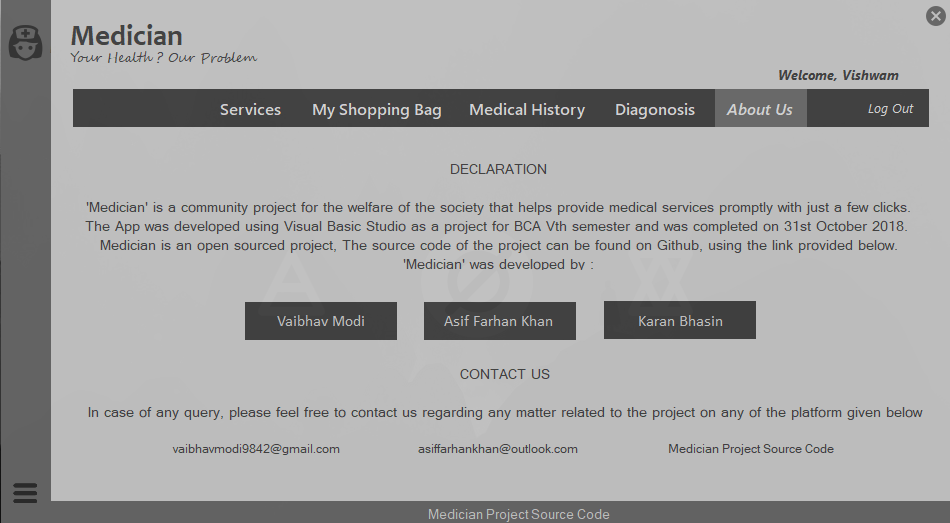 Medician
Your Health ? Our Problem
Welcome, Vishwam
Services My Shopping Bag Medical History Diagonosis About Us Log Out
DECLARATION
'Medician' is a community project for the welfare of the society that helps provide medical services promptly with just a few clicks.
The App was developed using Visual Basic Studio as a project for BCA Vth semester and was completed on 31st October 2018.
Medician is an open sourced project, The source code of the project can be found on Github, using the link provided below.
'Medician' was developed by :
Vaibhav Modi Asif Farhan Khan Karan Bhasin
CONTACT US
In case of any query, please feel free to contact us regarding any matter related to the project on any of the platform given below
vaibhavmodi9842@gmail.com asiffarhankhan@outlook.com Medician Project Source Code
Medician Project Source Code